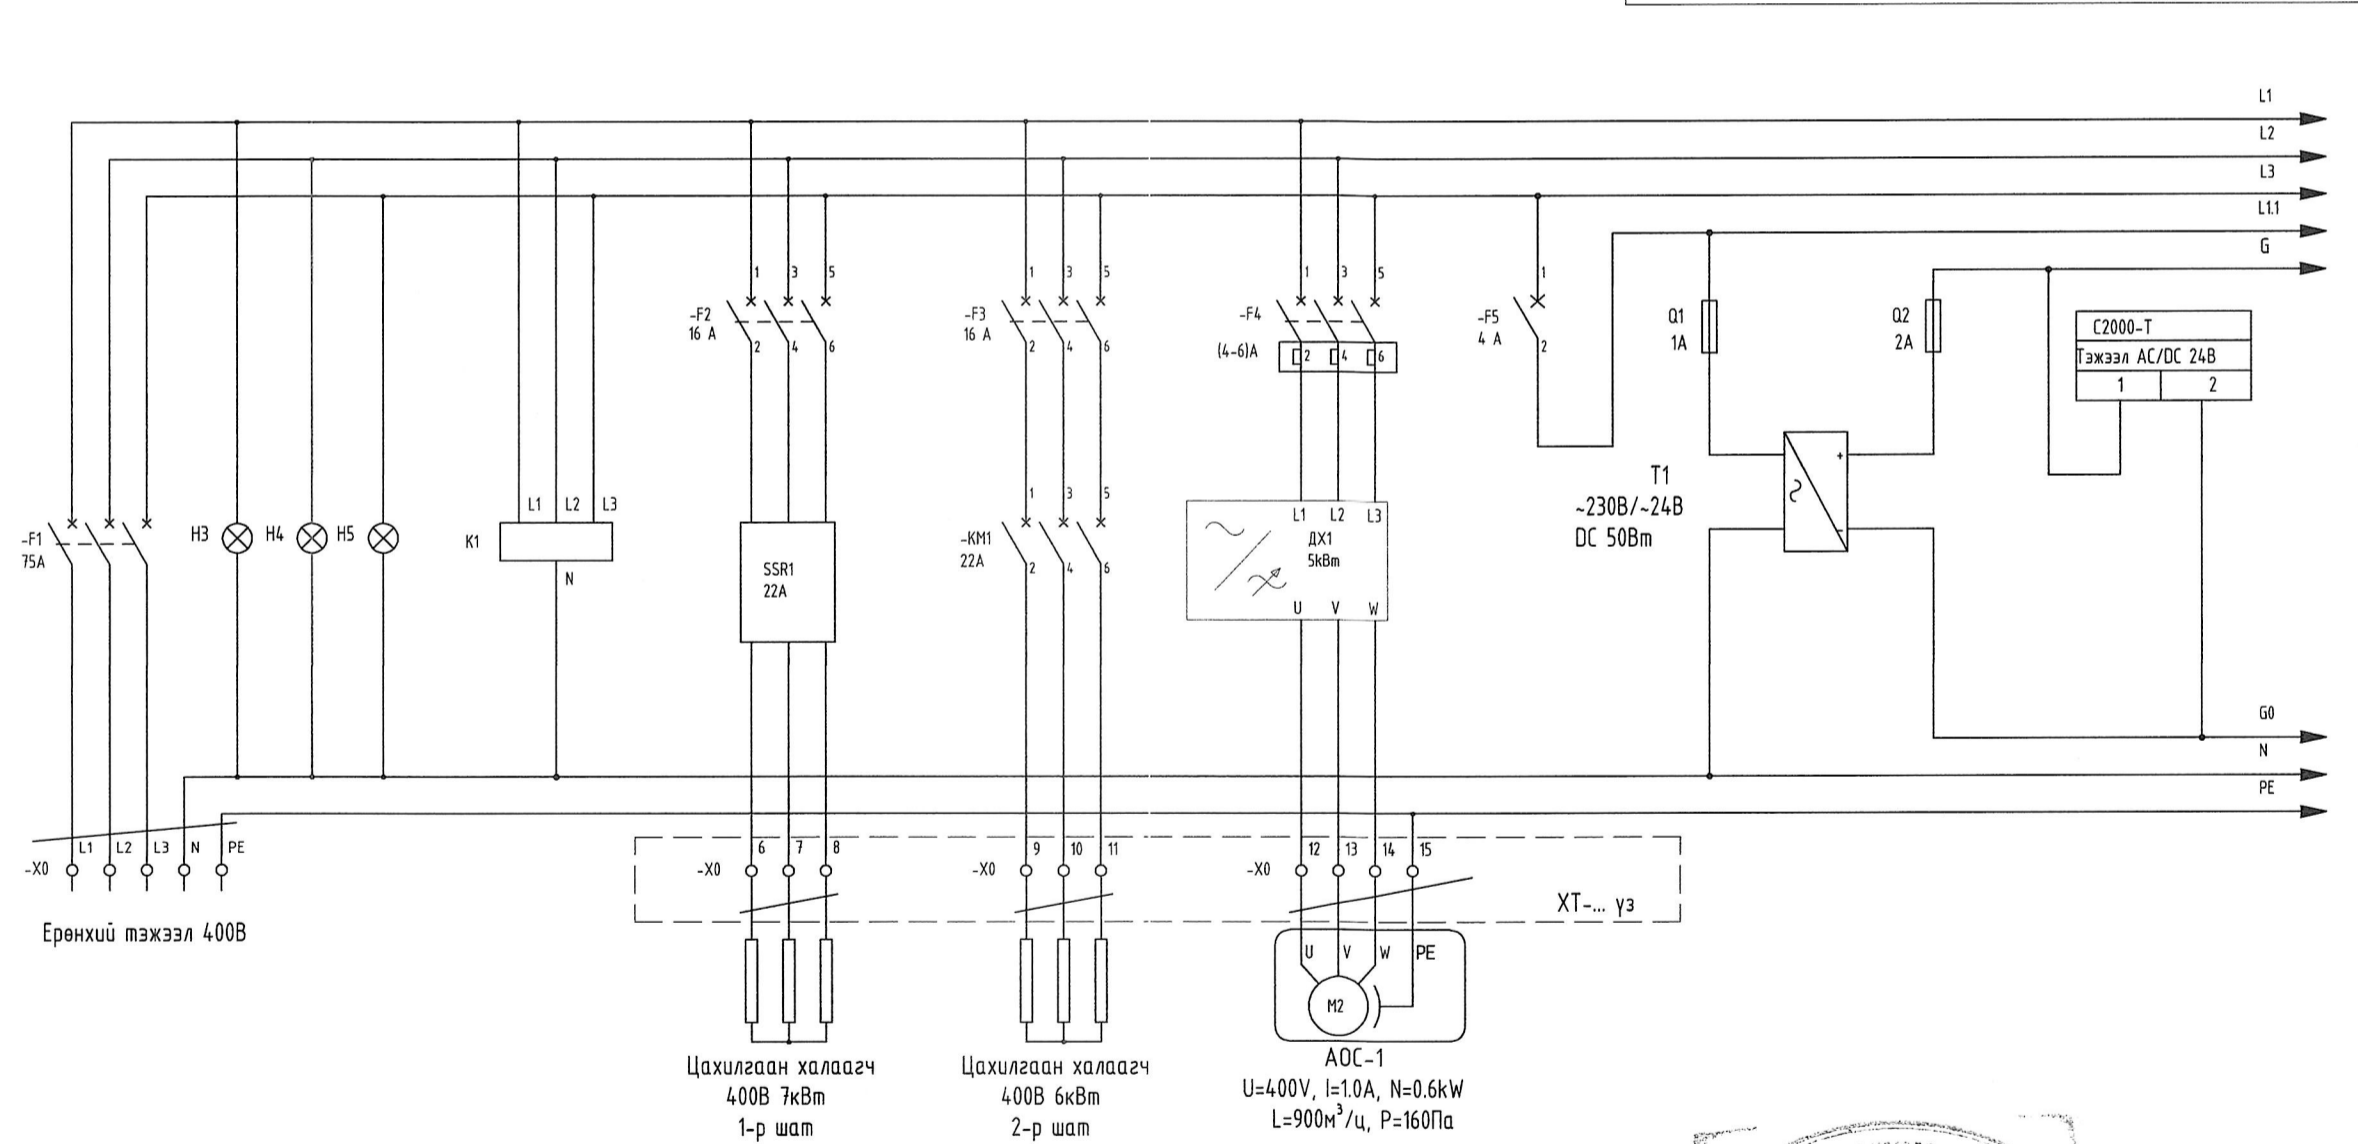 L1
L2
L3
L1.1
G
1 3 5
-F2
16 A
2 4 6
1 3 5
-F3
16 A
2 4 6
1 3 5
-F4
(4-6)A
2 4 6
1
-F5
4 A
2
Q1
1A
Q2
2A
C2000-T
Тэжээл AC/DC 24В
1 2
-F1
75A
H3
H4
H5
L1 L2 L3
K1
N
SSR1
22A
1 3 5
-KM1
22A
2 4 6
L1 L2 L3
ДХ1
5kВт
U V W
T1
~230В/~24В
DC 50Вт
+
-
G0
N
PE
L1 L2 L3 N PE
-X0
Ерөнхий тэжээл 400В
6 7 8
-X0
9 10 11
-X0
12 13 14 15
-X0
XT-... үз
U V W PE
M2
Цахилгаан халаагч
400В 7кВт
1-р шат
Цахилгаан халаагч
400В 6кВт
2-р шат
АОС-1
U=400V, I=1.0A, N=0.6kW
L=900м³/ц, P=160Па